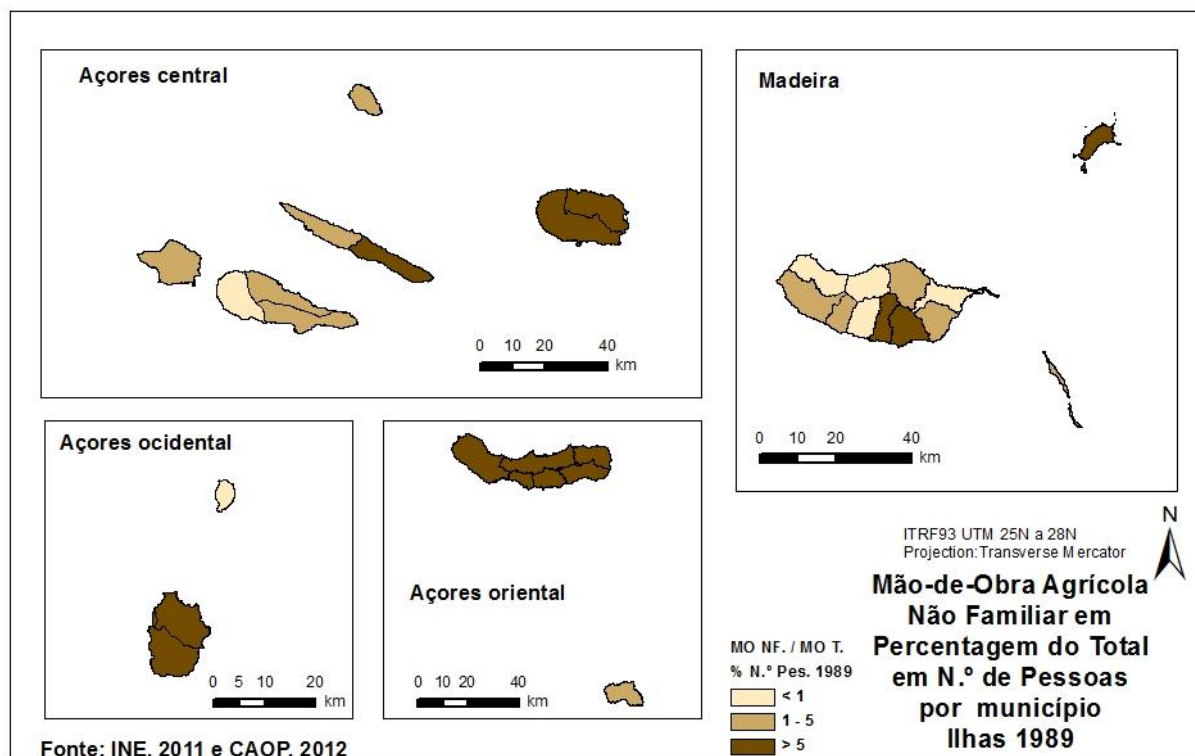 Açores central
0 10 20 40
km
Madeira
0 10 20 40
km
Açores ocidental
0 5 10 20
km
Açores oriental
0 10 20 40
km
N
ITRF93 UTM 25N a 28N
Projection:Transverse Mercator
Mão-de-Obra Agrícola
Não Familiar em
Percentagem do Total
em N.º de Pessoas
por município
Ilhas 1989
MO NF. / MO T.
% N.º Pes. 1989
< 1
1 - 5
> 5
Fonte: INE, 2011 e CAOP, 2012